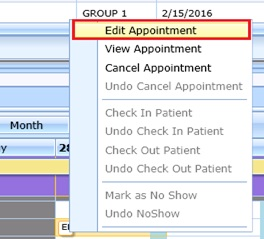 GROUP 1 2/15/2016
Edit Appointment
View Appointment
Cancel Appointment
Undo Cancel Appointment
Check In Patient
Month
Undo Check In Patient
Check Out Patient
Undo Check Out Patient
Mark as No Show
Undo NoShow